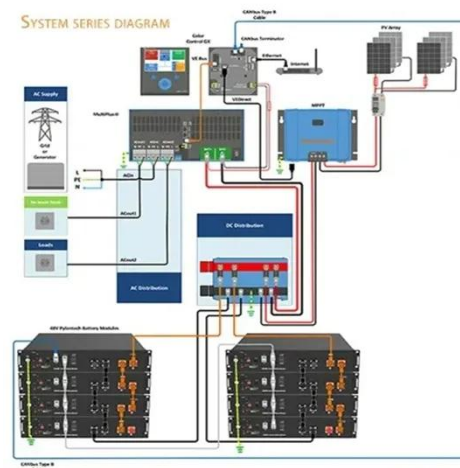 SYSTEM SERIES DIAGRAM
CANbus Type B
Cable
Color
Control GX
CANbus Terminator
VE.Bus
Ethernet
Internet
PV Array
AC Supply
Grid
or
Generator
MultiPlus-II
VE.Direct
MPPT
L
PE
N
ACin
ACout1
Loads
ACout2
AC Distribution
DC Distribution
48V Pylontech Battery Modules
CANbus Type B